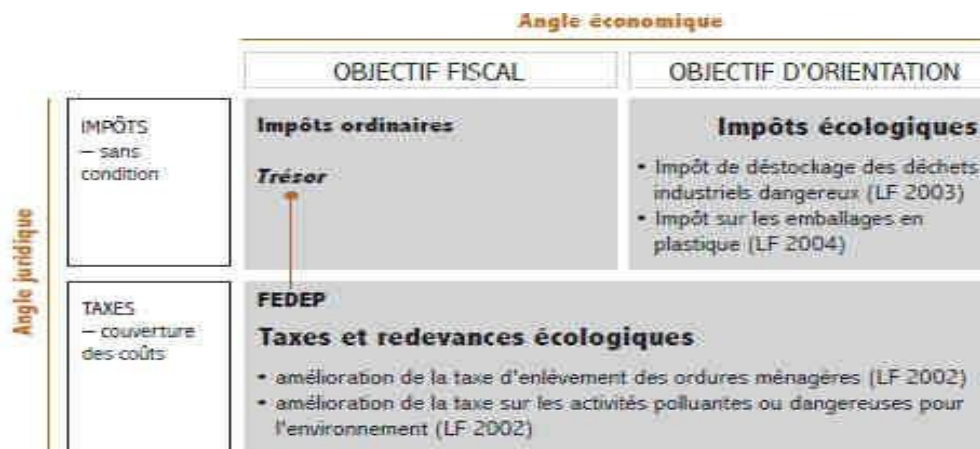 Angle économique
OBJECTIF FISCAL
OBJECTIF D'ORIENTATION
Angle juridique
IMPÔTS
– sans
condition
Impôts ordinaires
Trésor
Impôts écologiques
• Impôt de déstockage des déchets
industriels dangereux (LF 2003)
• Impôt sur les emballages en
plastique (LF 2004)
TAXES
– couverture
des coûts
FEDEP
Taxes et redevances écologiques
• amélioration de la taxe d'enlèvement des ordures ménagères (LF 2002)
• amélioration de la taxe sur les activités polluantes ou dangereuses pour
l'environnement (LF 2002)